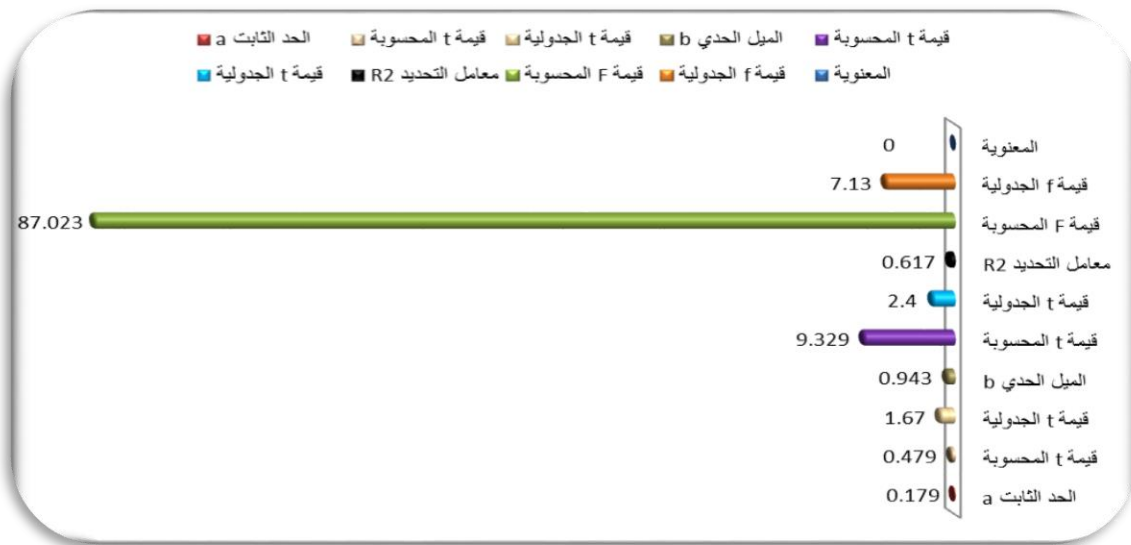 قيمة t المحسوبة الميل الحدي b قيمة t الجدولية قيمة t المحسوبة الحد الثابت a
المعنوية قيمة f الجدولية قيمة F المحسوبة معامل التحديد R2 قيمة t الجدولية
المعنوية 0
قيمة f الجدولية 7.13
قيمة F المحسوبة 87.023
معامل التحديد R2 0.617
قيمة t الجدولية 2.4
قيمة t المحسوبة 9.329
الميل الحدي b 0.943
قيمة t الجدولية 1.67
قيمة t المحسوبة 0.479
الحد الثابت a 0.179